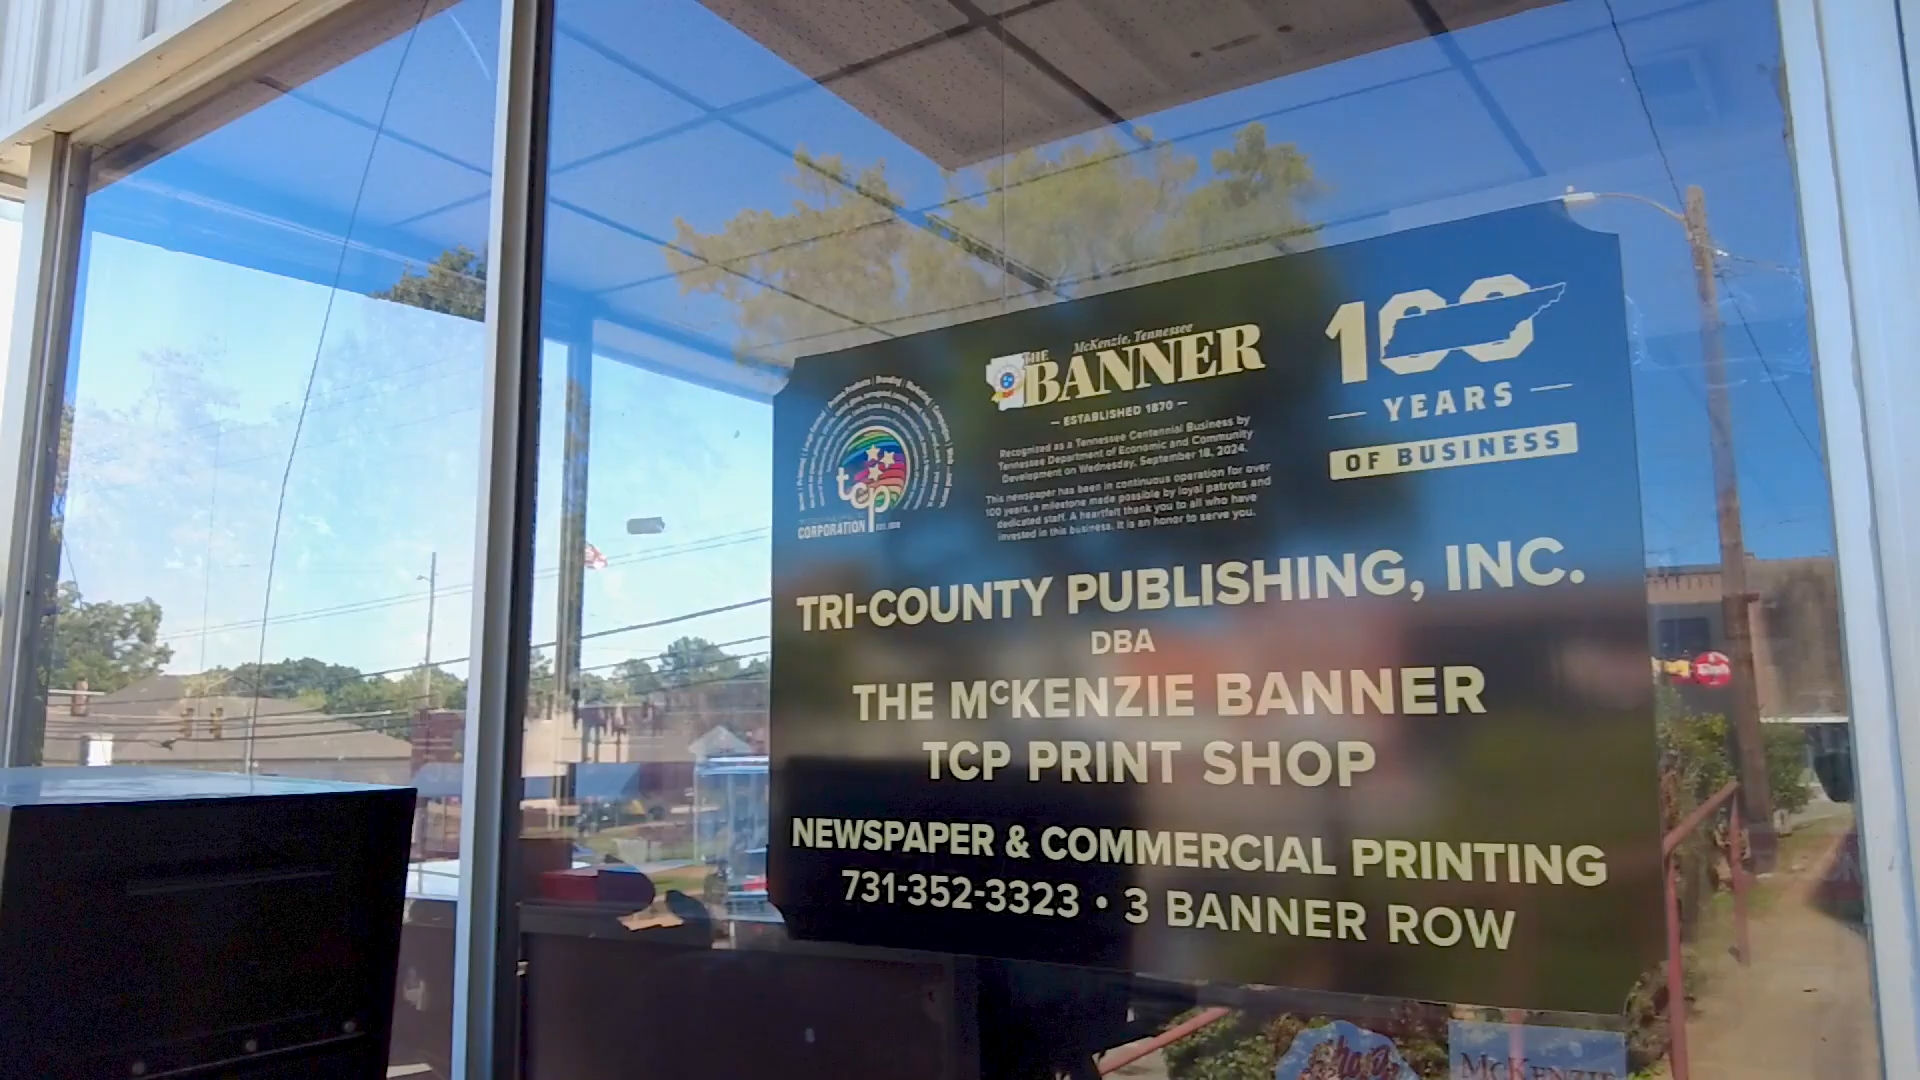 McKenzie, Tennessee
THE
BANNER
— ESTABLISHED 1870 —
Recognized as a Tennessee Centennial Business by
Tennessee Department of Economic and Community
Development on Wednesday, September 18, 2024.
This newspaper has been in continuous operation for over
100 years, a milestone made possible by loyal patrons and
dedicated staff. A heartfelt thank you to all who have
invested in this business. It is an honor to serve you.
100
— YEARS —
OF BUSINESS
tcp
CORPORATION
TRI-COUNTY PUBLISHING, INC.
DBA
THE McKENZIE BANNER
TCP PRINT SHOP
NEWSPAPER & COMMERCIAL PRINTING
731-352-3323 • 3 BANNER ROW
McKENZIE